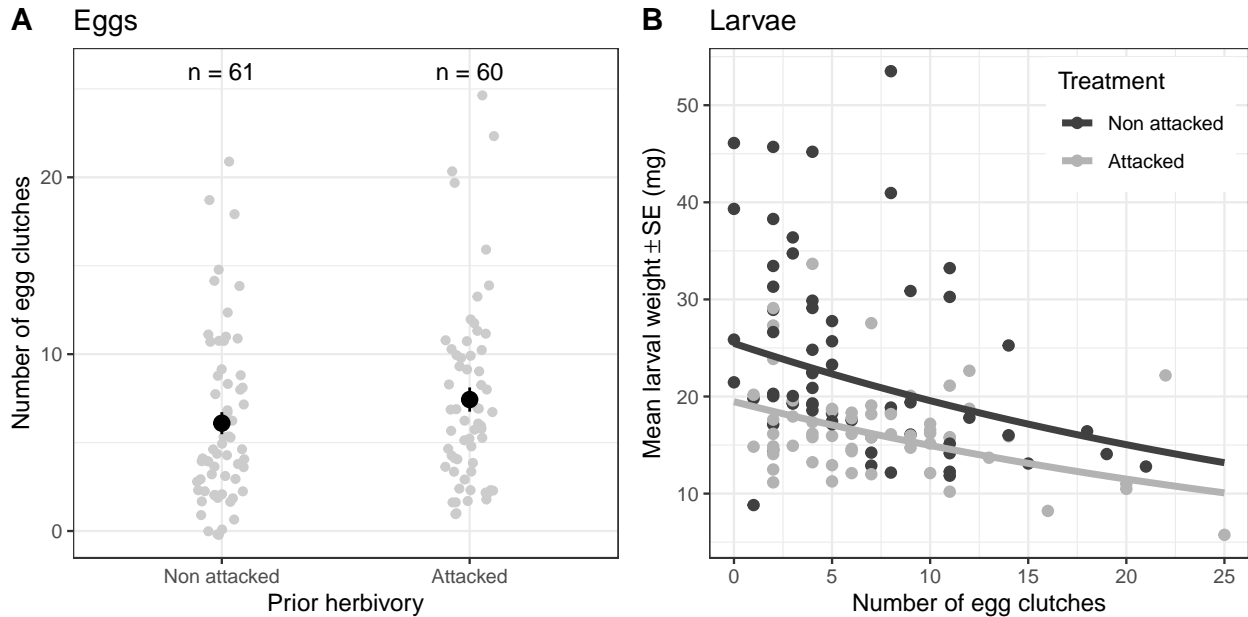 A Eggs
n = 61 n = 60
Number of egg clutches
20
10
0
Non attacked Attacked
Prior herbivory
B Larvae
Treatment
Non attacked
Attacked
Mean larval weight ± SE (mg)
50
40
30
20
10
0 5 10 15 20 25
Number of egg clutches